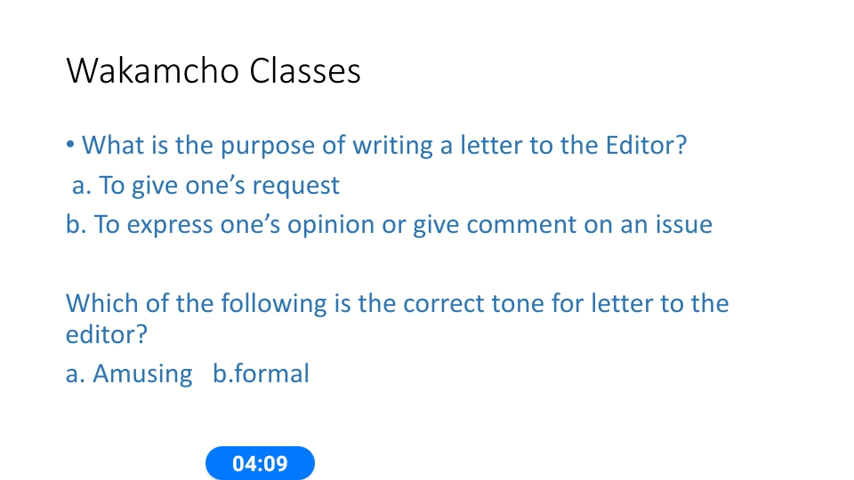 Wakamcho Classes
• What is the purpose of writing a letter to the Editor?
a. To give one’s request
b. To express one’s opinion or give comment on an issue
Which of the following is the correct tone for letter to the
editor?
a. Amusing b.formal
04:09